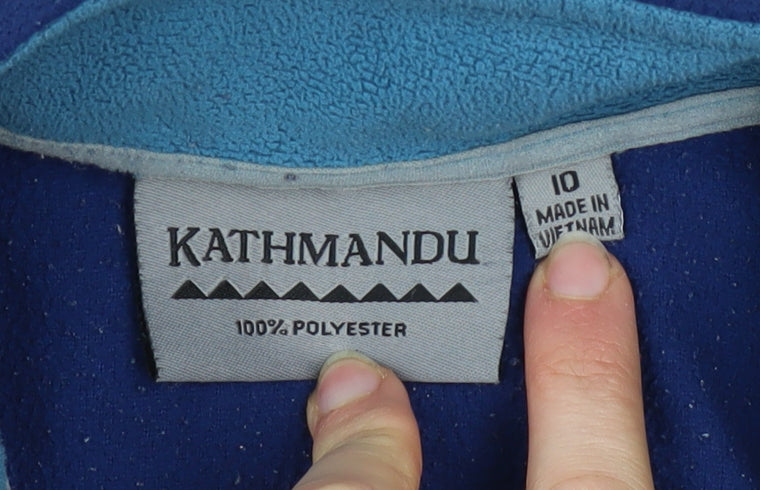 KATHMANDU
100% POLYESTER
10
MADE IN
VIETNAM